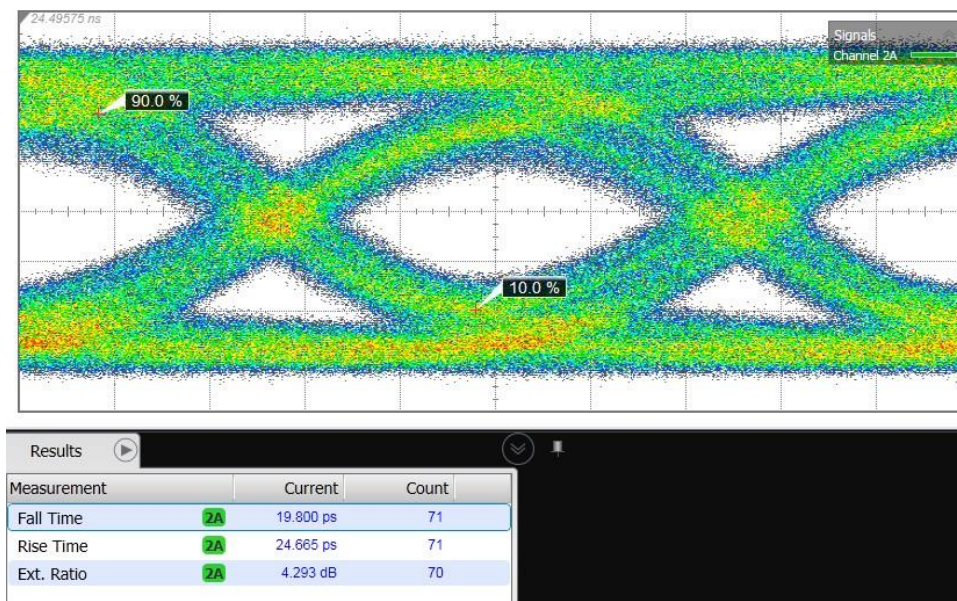 24.49575 ns
Signals
Channel 2A
90.0 %
10.0 %
Results
Measurement Current Count
Fall Time 2A 19.800 ps 71
Rise Time 2A 24.665 ps 71
Ext. Ratio 2A 4.293 dB 70